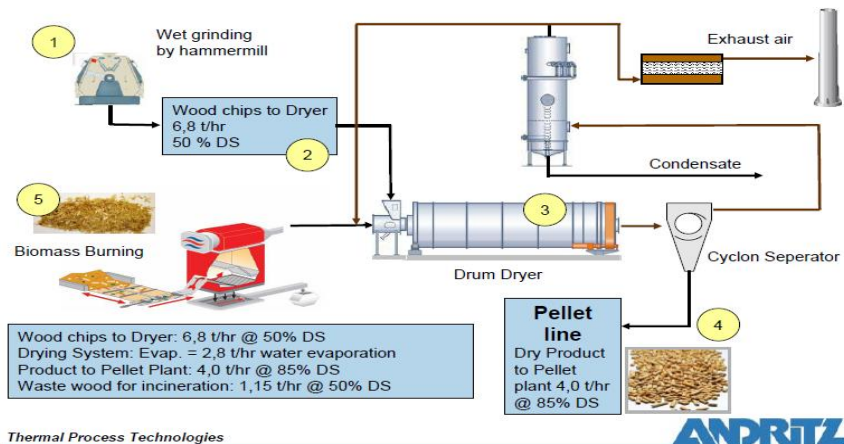 1
Wet grinding
by hammermill
Exhaust air
Wood chips to Dryer
6,8 t/hr
50 % DS
2
Condensate
5
Biomass Burning
3
Drum Dryer
Cyclon Seperator
4
Pellet
line
Dry Product
to Pellet
plant 4,0 t/hr
@ 85% DS
Wood chips to Dryer: 6,8 t/hr @ 50% DS
Drying System: Evap. = 2,8 t/hr water evaporation
Product to Pellet Plant: 4,0 t/hr @ 85% DS
Waste wood for incineration: 1,15 t/hr @ 50% DS
Thermal Process Technologies
ANDRITZ